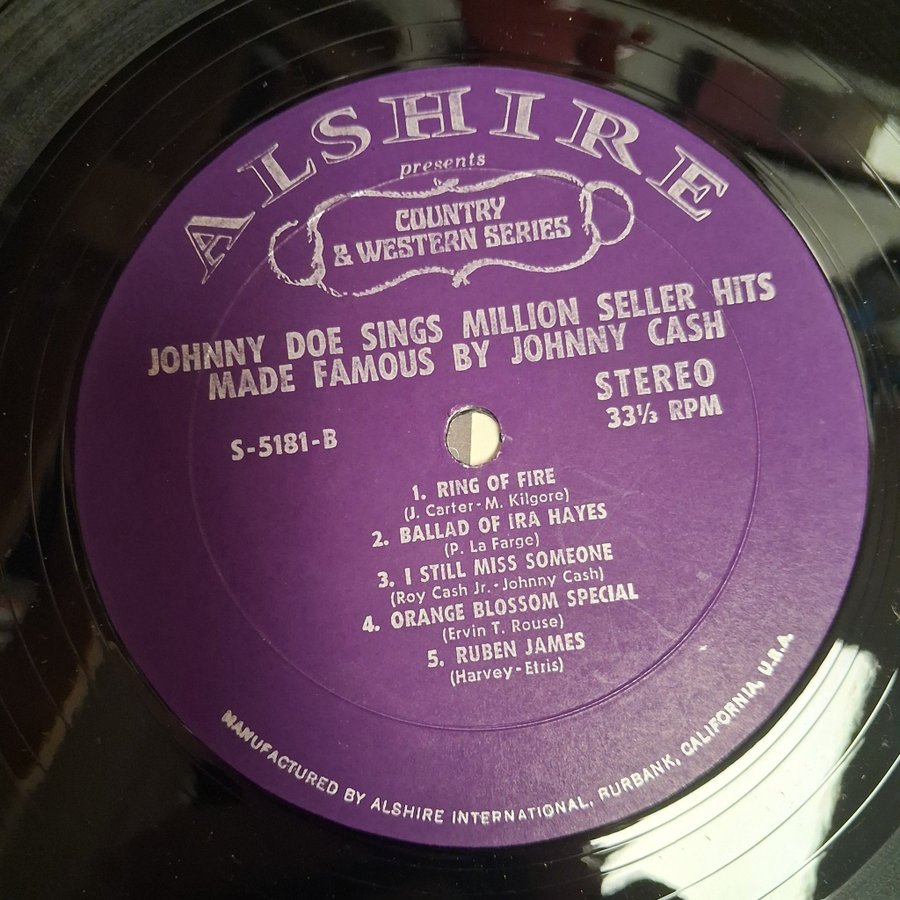 ALSHIRE
presents
COUNTRY
& WESTERN SERIES
JOHNNY DOE SINGS MILLION SELLER HITS
MADE FAMOUS BY JOHNNY CASH
STEREO
33⅓ RPM
S-5181-B
1. RING OF FIRE
(J. Carter-M. Kilgore)
2. BALLAD OF IRA HAYES
(P. La Farge)
3. I STILL MISS SOMEONE
(Roy Cash Jr.-Johnny Cash)
4. ORANGE BLOSSOM SPECIAL
(Ervin T. Rouse)
5. RUBEN JAMES
(Harvey-Etris)
MANUFACTURED BY ALSHIRE INTERNATIONAL, BURBANK, CALIFORNIA, U.S.A.